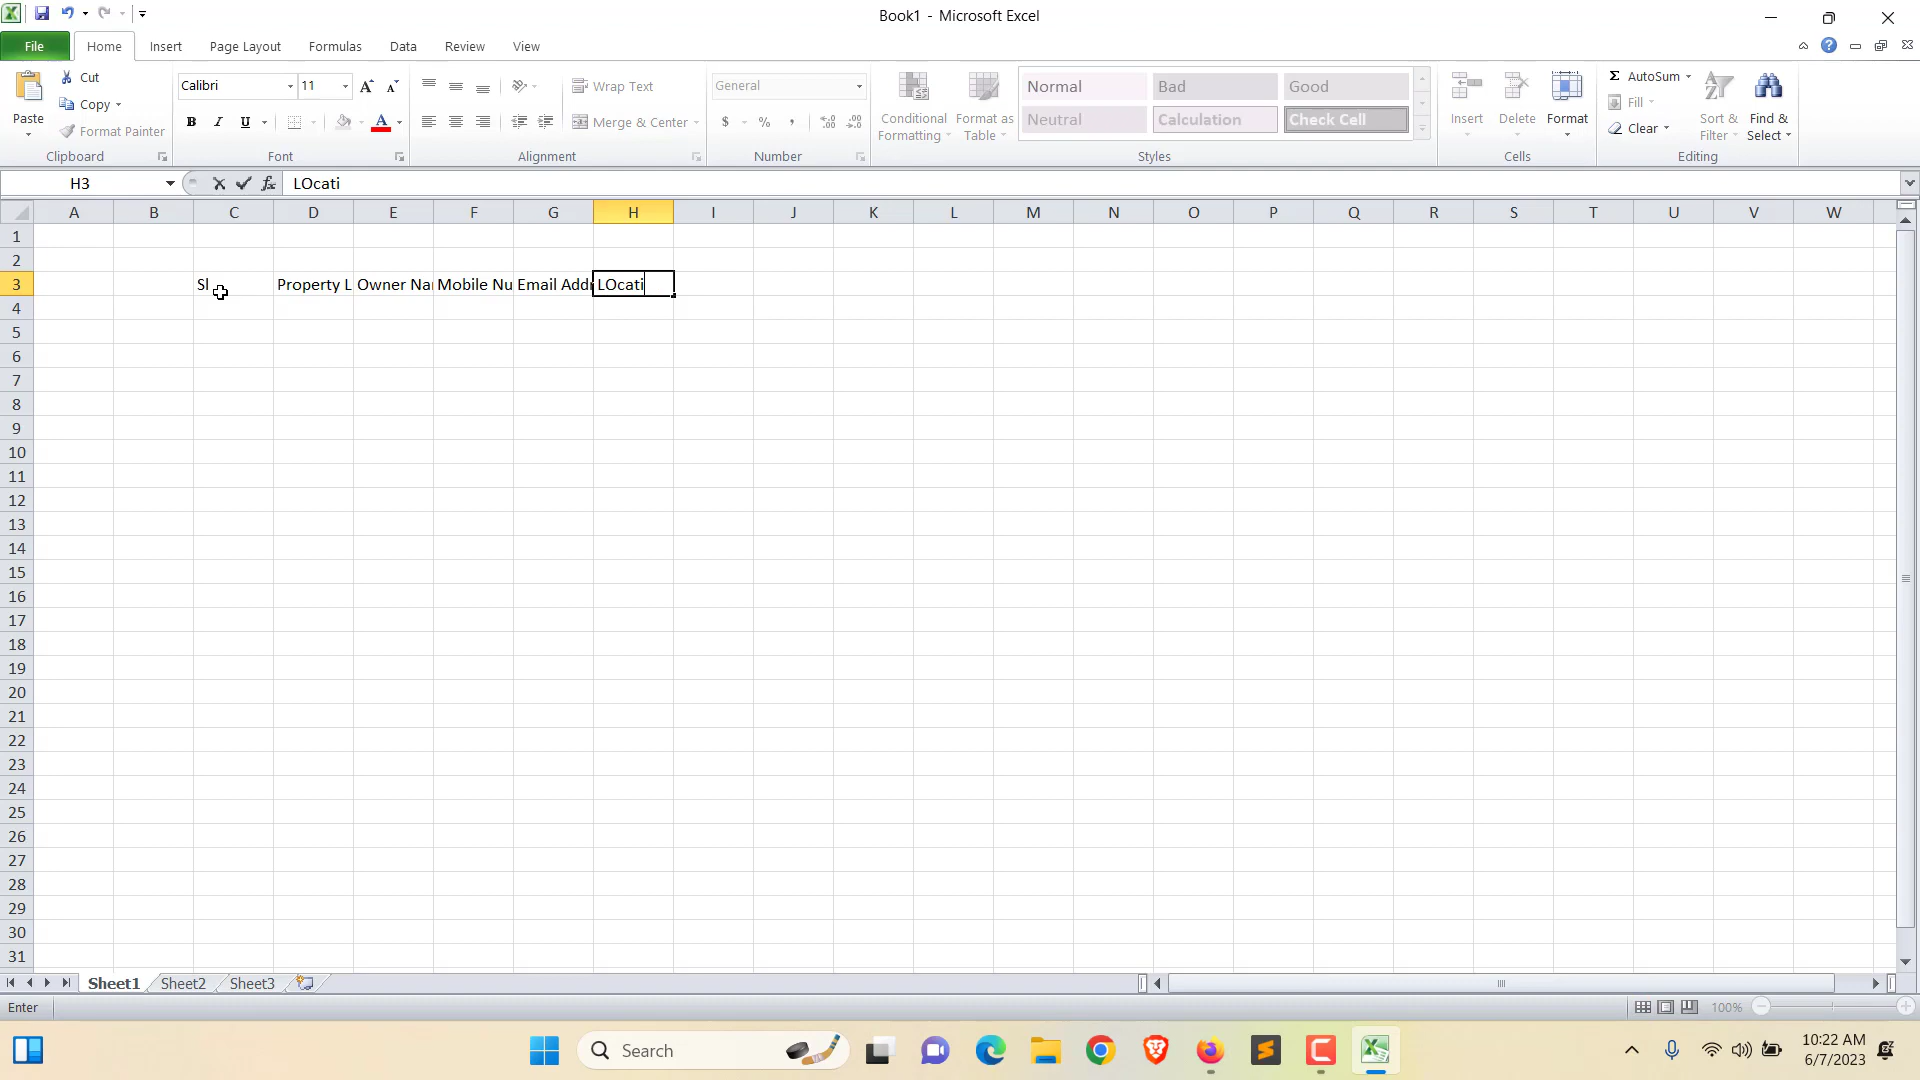 Book1 - Microsoft Excel
File Home Insert Page Layout Formulas Data Review View
Paste Cut Copy Format Painter
Clipboard
Calibri 11
B I U A
Font
Wrap Text
Merge & Center
Alignment
General
$ % ,
Number
Conditional Formatting
Format as Table
Normal Bad Good
Neutral Calculation Check Cell
Styles
Insert Delete Format
Cells
Σ AutoSum
Fill
Clear
Sort & Filter
Find & Select
Editing
H3 fx LOcati
A B C D E F G H I J K L M N O P Q R S T U V W
1
2
3 Sl Property L Owner Nar Mobile Nu Email Addr LOcati
4
5
6
7
8
9
10
11
12
13
14
15
16
17
18
19
20
21
22
23
24
25
26
27
28
29
30
31
Sheet1 Sheet2 Sheet3
Enter 100%
Search
10:22 AM
6/7/2023